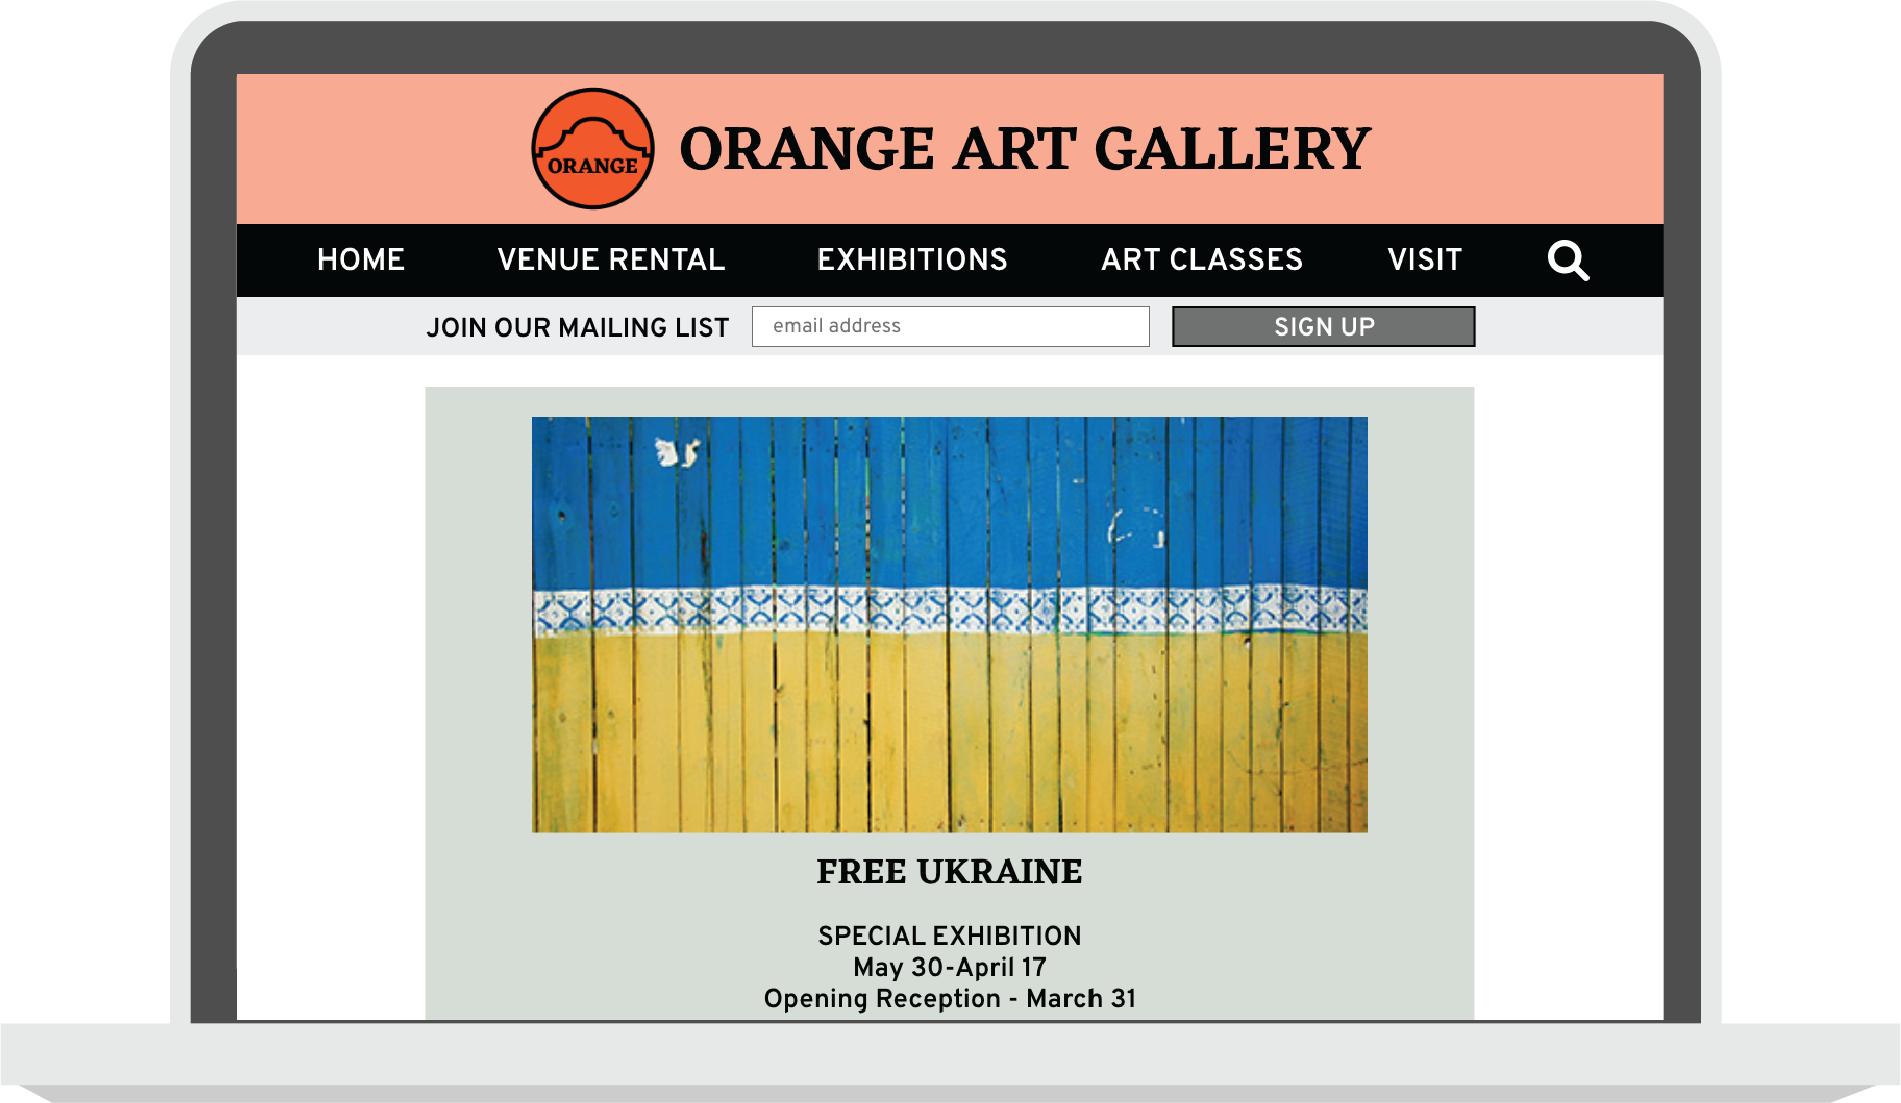 ORANGE
ORANGE ART GALLERY
HOME VENUE RENTAL EXHIBITIONS ART CLASSES VISIT
JOIN OUR MAILING LIST email address SIGN UP
FREE UKRAINE
SPECIAL EXHIBITION
May 30-April 17
Opening Reception - March 31